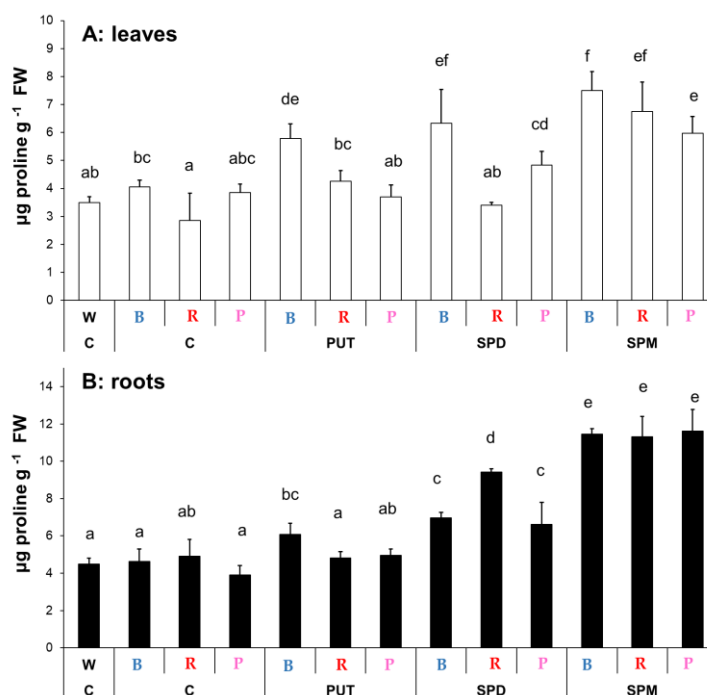 A: leaves
µg proline g -1 FW
10
9
8
7
6
5
4
3
2
1
0
ab bc a abc de bc ab ef ab cd f ef e
W B R P B R P B R P B R P
C C PUT SPD SPM
B: roots
µg proline g -1 FW
14
12
10
8
6
4
2
0
a a ab a bc a ab c d c e e e
W B R P B R P B R P B R P
C C PUT SPD SPM